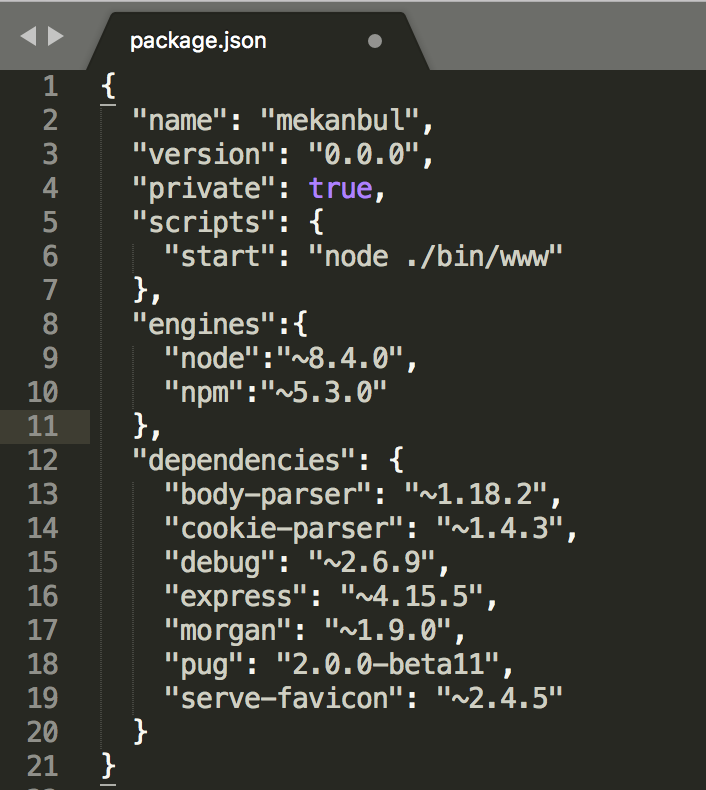 package.json
1 {
2   "name": "mekanbul",
3   "version": "0.0.0",
4   "private": true,
5   "scripts": {
6     "start": "node ./bin/www"
7   },
8   "engines":{
9     "node":"~8.4.0",
10     "npm":"~5.3.0"
11   },
12   "dependencies": {
13     "body-parser": "~1.18.2",
14     "cookie-parser": "~1.4.3",
15     "debug": "~2.6.9",
16     "express": "~4.15.5",
17     "morgan": "~1.9.0",
18     "pug": "2.0.0-beta11",
19     "serve-favicon": "~2.4.5"
20   }
21 }